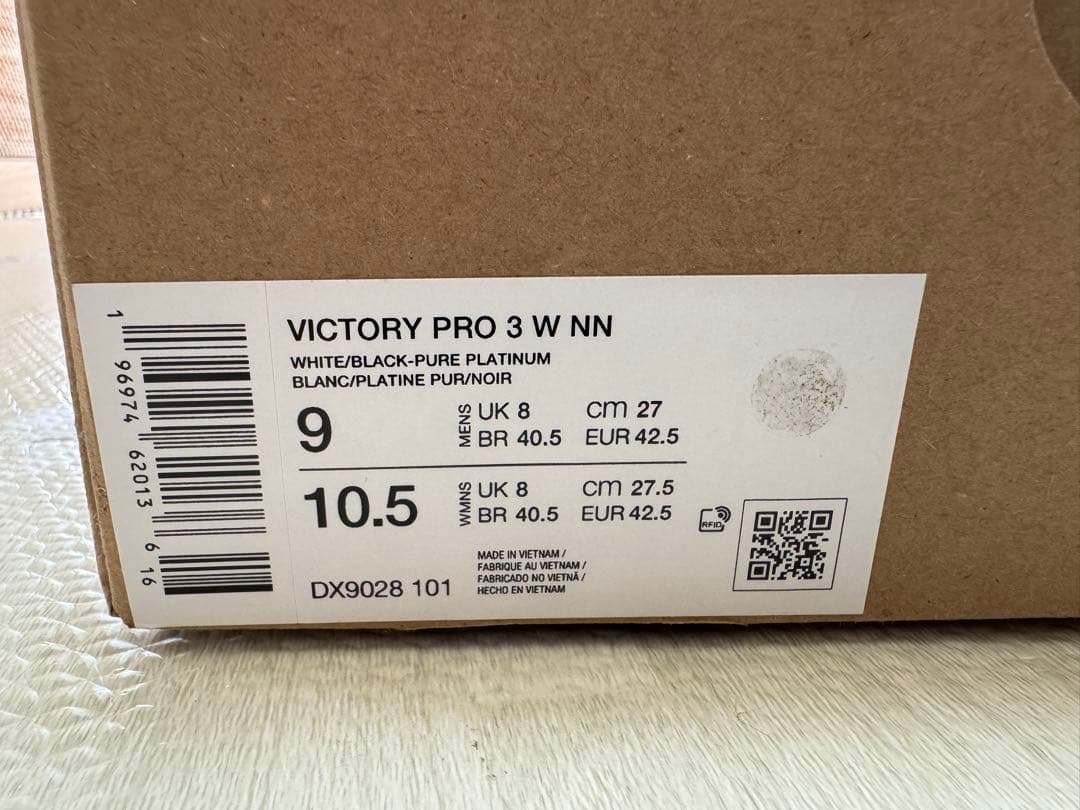 VICTORY PRO 3 W NN
WHITE/BLACK-PURE PLATINUM
BLANC/PLATINE PUR/NOIR
9
MENS
UK 8 cm 27
BR 40.5 EUR 42.5
10.5
WMNS
UK 8 cm 27.5
BR 40.5 EUR 42.5
RFID
MADE IN VIETNAM /
FABRIQUE AU VIETNAM /
FABRICADO NO VIETNÃ /
HECHO EN VIETNAM
DX9028 101
1 96974 62013 6 16